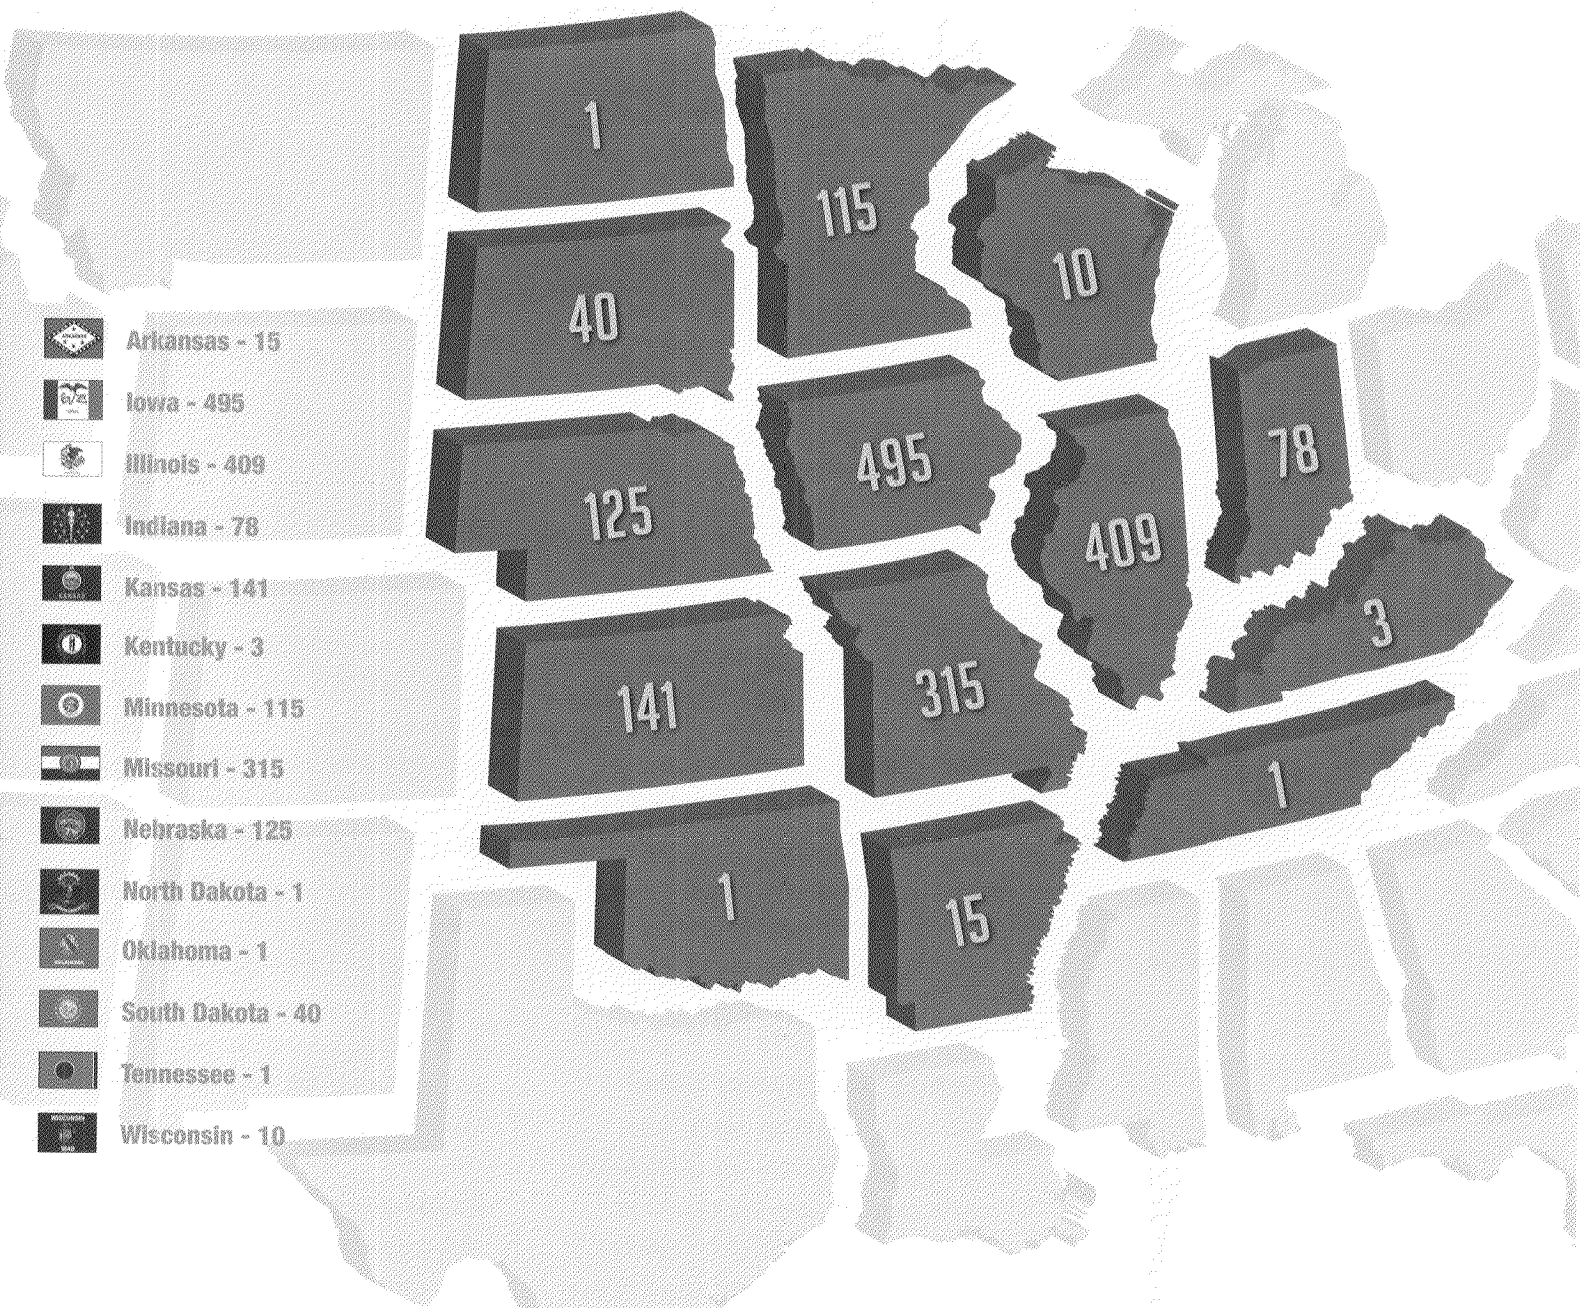 1
115
10
40
Arkansas - 15
Iowa - 495
Illinois - 409
Indiana - 78
Kansas - 141
Kentucky - 3
Minnesota - 115
Missouri - 315
Nebraska - 125
North Dakota - 1
Oklahoma - 1
South Dakota - 40
Tennessee - 1
WISCONSIN
Wisconsin - 10
78
495
125
409
3
315
141
1
1
15